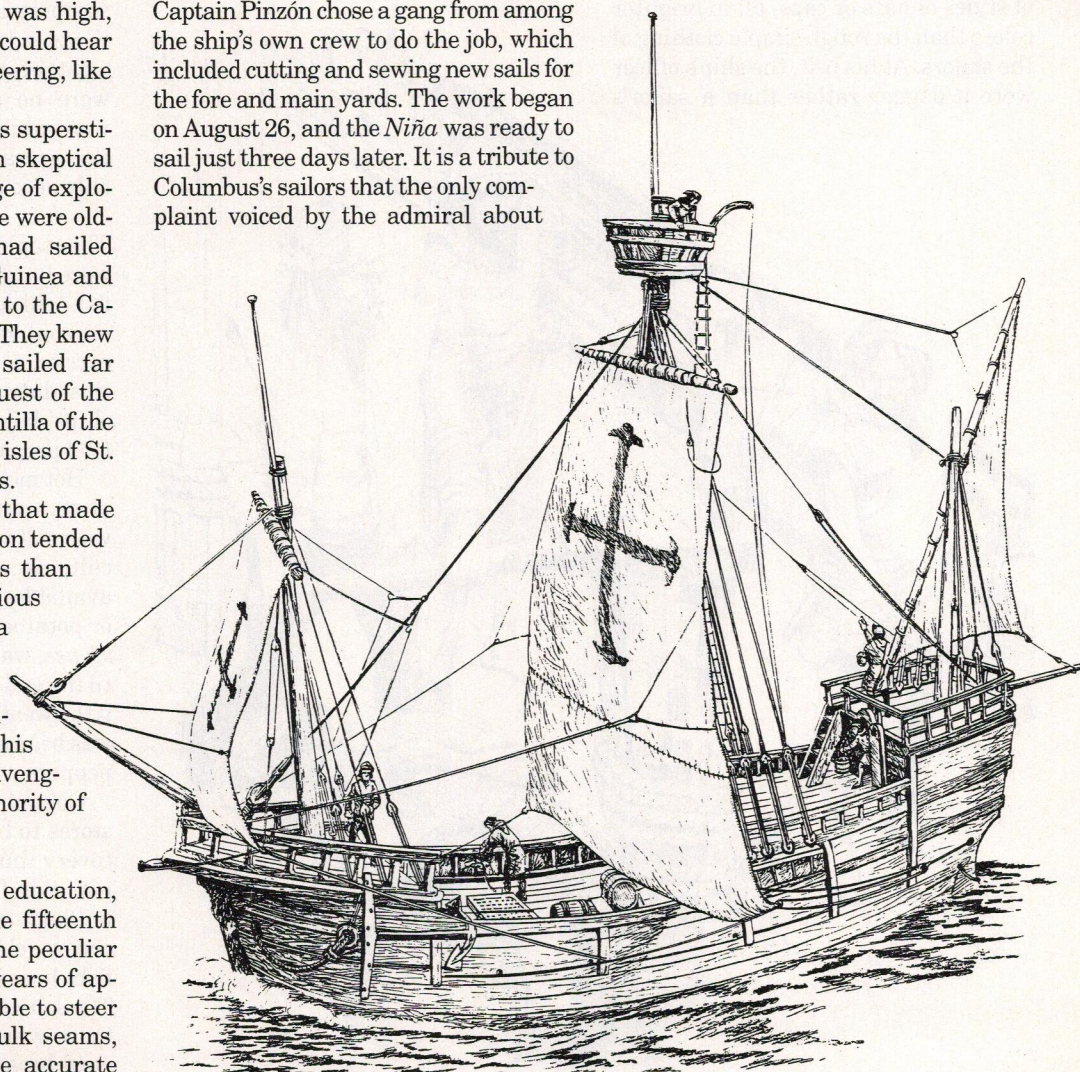 was high,
could hear
eering, like
s supersti-
n skeptical
ge of explo-
e were old-
had sailed
Guinea and
to the Ca-
They knew
sailed far
uest of the
ntilla of the
isles of St.
s.
that made
on tended
s than
ious
a
-
his
aveng-
nority of
education,
e fifteenth
ne peculiar
years of ap-
ble to steer
ulk seams,
e accurate
Captain Pinzón chose a gang from among
the ship's own crew to do the job, which
included cutting and sewing new sails for
the fore and main yards. The work began
on August 26, and the Niña was ready to
sail just three days later. It is a tribute to
Columbus's sailors that the only com-
plaint voiced by the admiral about